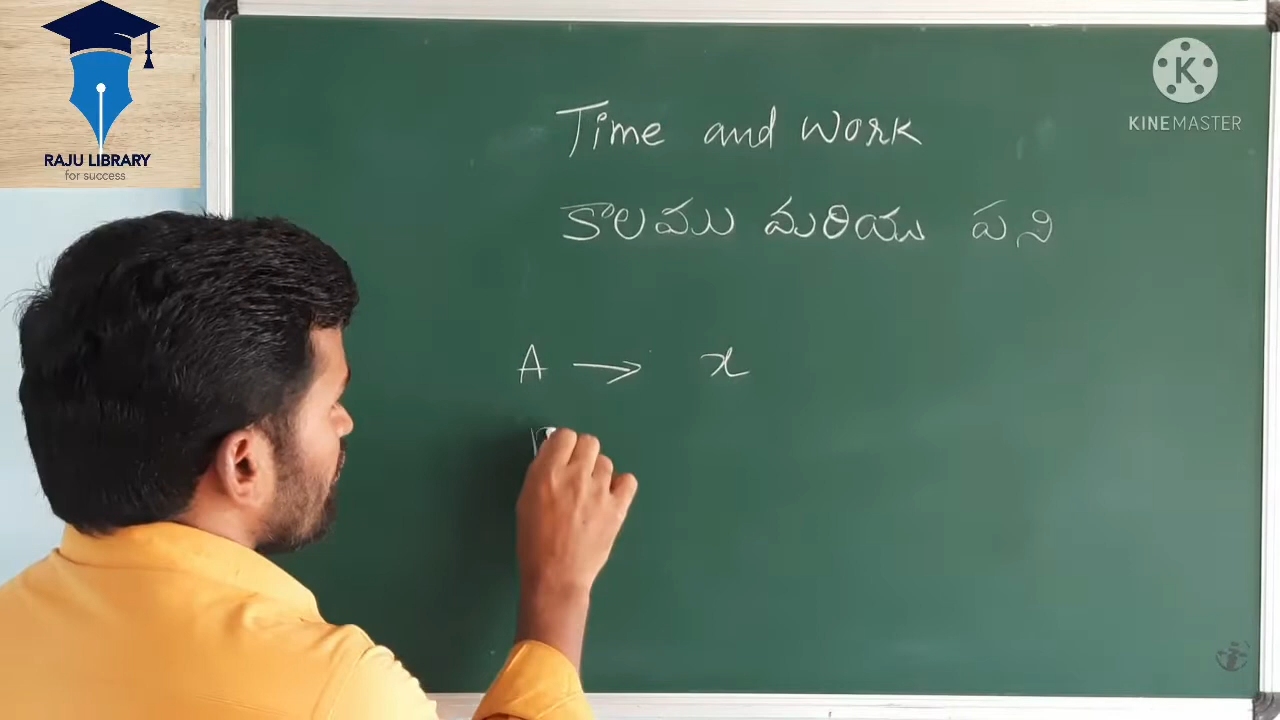 RAJU LIBRARY
for success
K
KINEMASTER
Time and Work
కాలము మరియు పని
A → x